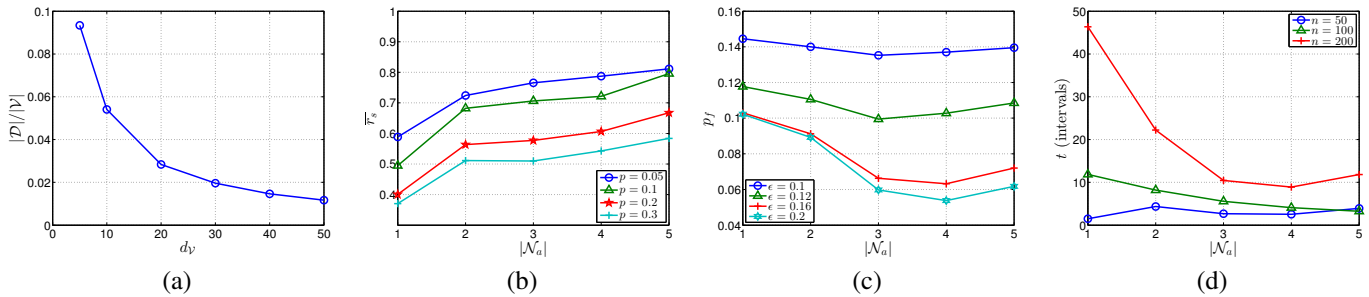 0.1
0.08
0.06
0.04
0.02
0
0 10 20 30 40 50
|𝒟|/|𝒱|
d𝒱
(a)
1
0.9
0.8
0.7
0.6
0.5
0.4
1 2 3 4 5
r̅s
|𝒩a|
p = 0.05
p = 0.1
p = 0.2
p = 0.3
(b)
0.16
0.14
0.12
0.1
0.08
0.06
0.04
1 2 3 4 5
pf
|𝒩a|
ϵ = 0.1
ϵ = 0.12
ϵ = 0.16
ϵ = 0.2
(c)
50
40
30
20
10
0
1 2 3 4 5
t (intervals)
|𝒩a|
n = 50
n = 100
n = 200
(d)